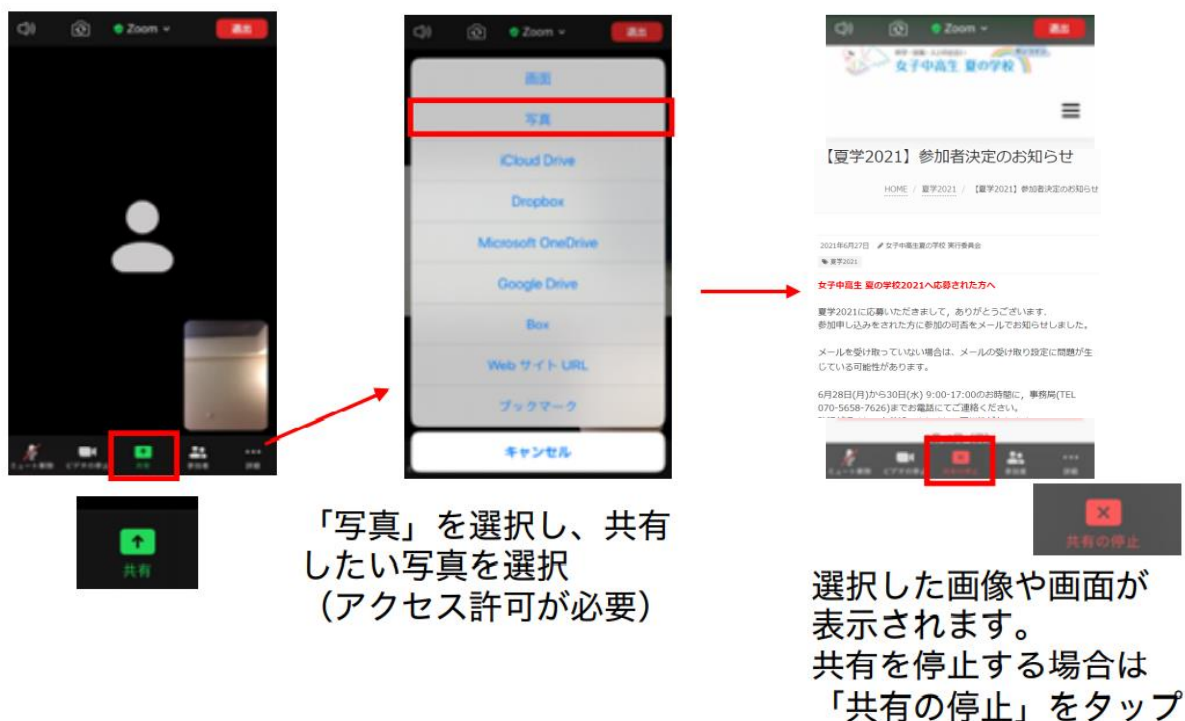 Zoom
退出
共有
詳細
共有
Zoom
退出
画面
写真
iCloud Drive
Dropbox
Microsoft OneDrive
Google Drive
Box
Web サイト URL
ブックマーク
キャンセル
「写真」を選択し、共有
したい写真を選択
(アクセス許可が必要)
Zoom
退出
女子中高生 夏の学校
【夏学2021】参加者決定のお知らせ
HOME / 夏学2021 / 【夏学2021】参加者決定のお知らせ
2021年6月27日 女子中高生夏の学校 実行委員会
夏学2021
女子中高生 夏の学校2021へ応募された方へ
夏学2021に応募いただきまして，ありがとうございます．
参加申し込みをされた方に参加の可否をメールでお知らせしました。
メールを受け取っていない場合は、メールの受け取り設定に問題が生
じている可能性があります。
6月28日(月)から30日(水) 9:00-17:00のお時間に，事務局(TEL
070-5658-7626)までお電話にてご連絡ください。
共有の停止
選択した画像や画面が
表示されます。
共有を停止する場合は
「共有の停止」をタップ